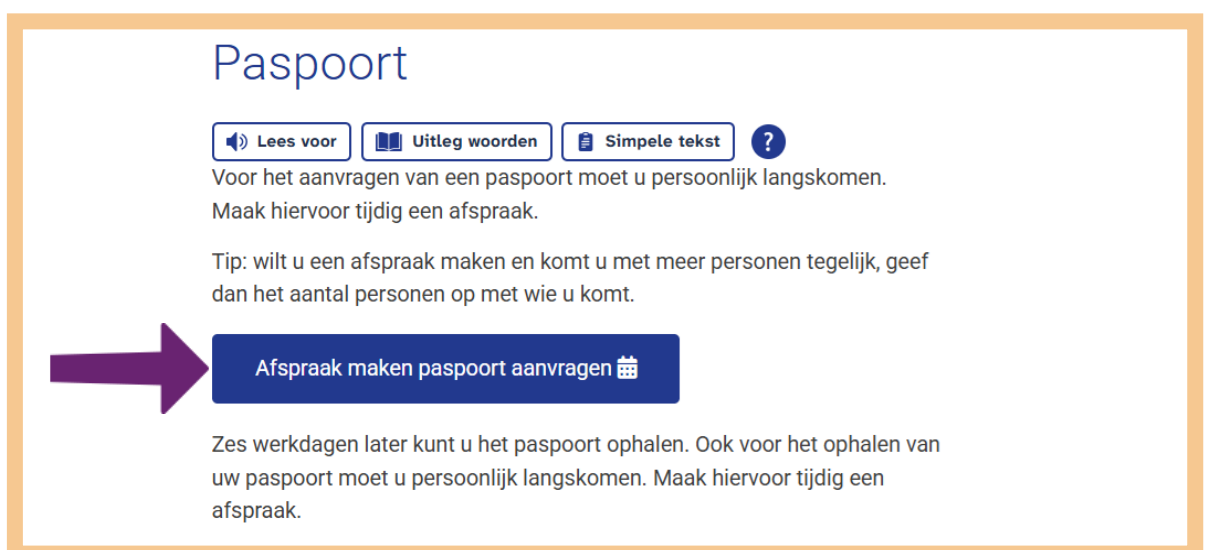 Paspoort
Lees voor
Uitleg woorden
Simpele tekst
?
Voor het aanvragen van een paspoort moet u persoonlijk langskomen.
Maak hiervoor tijdig een afspraak.
Tip: wilt u een afspraak maken en komt u met meer personen tegelijk, geef
dan het aantal personen op met wie u komt.
Afspraak maken paspoort aanvragen
Zes werkdagen later kunt u het paspoort ophalen. Ook voor het ophalen van
uw paspoort moet u persoonlijk langskomen. Maak hiervoor tijdig een
afspraak.